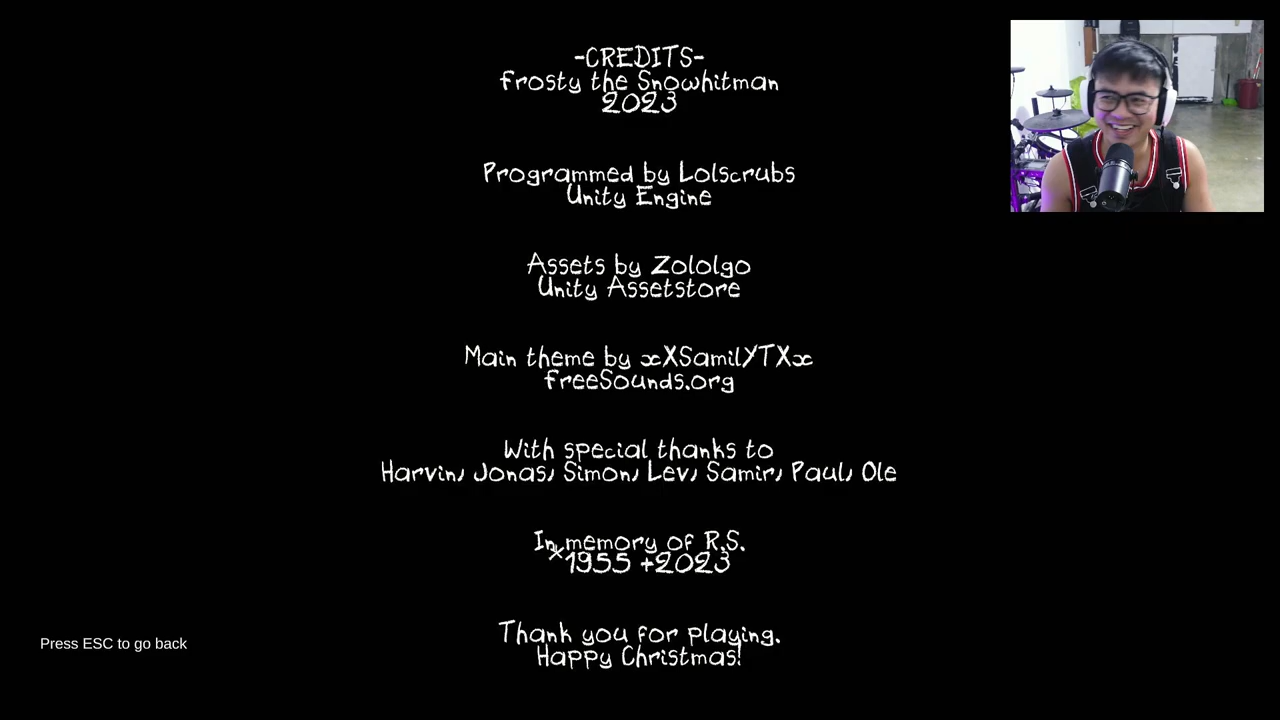 -CREDITS-
Frosty the Snowhitman
2023
Programmed by Lolscrubs
Unity Engine
Assets by Zololgo
Unity Assetstore
Main theme by xXSamilYTXx
FreeSounds.org
With special thanks to
Harvin, Jonas, Simon, Lev, Samir, Paul, Ole
In memory of R.S.
*1955 +2023
Thank you for playing.
Happy Christmas!
Press ESC to go back